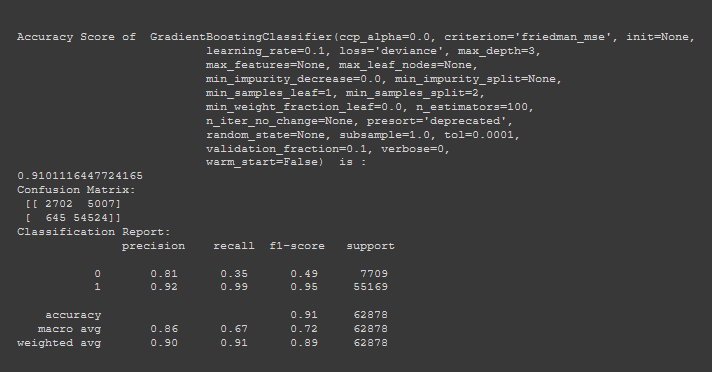 Accuracy Score of  GradientBoostingClassifier(ccp_alpha=0.0, criterion='friedman_mse', init=None,
learning_rate=0.1, loss='deviance', max_depth=3,
max_features=None, max_leaf_nodes=None,
min_impurity_decrease=0.0, min_impurity_split=None,
min_samples_leaf=1, min_samples_split=2,
min_weight_fraction_leaf=0.0, n_estimators=100,
n_iter_no_change=None, presort='deprecated',
random_state=None, subsample=1.0, tol=0.0001,
validation_fraction=0.1, verbose=0,
warm_start=False)  is :
0.9101116447724165
Confusion Matrix:
[[ 2702  5007]
[  645 54524]]
Classification Report:
precision    recall  f1-score   support
0       0.81      0.35      0.49      7709
1       0.92      0.99      0.95     55169
accuracy                           0.91     62878
macro avg       0.86      0.67      0.72     62878
weighted avg       0.90      0.91      0.89     62878